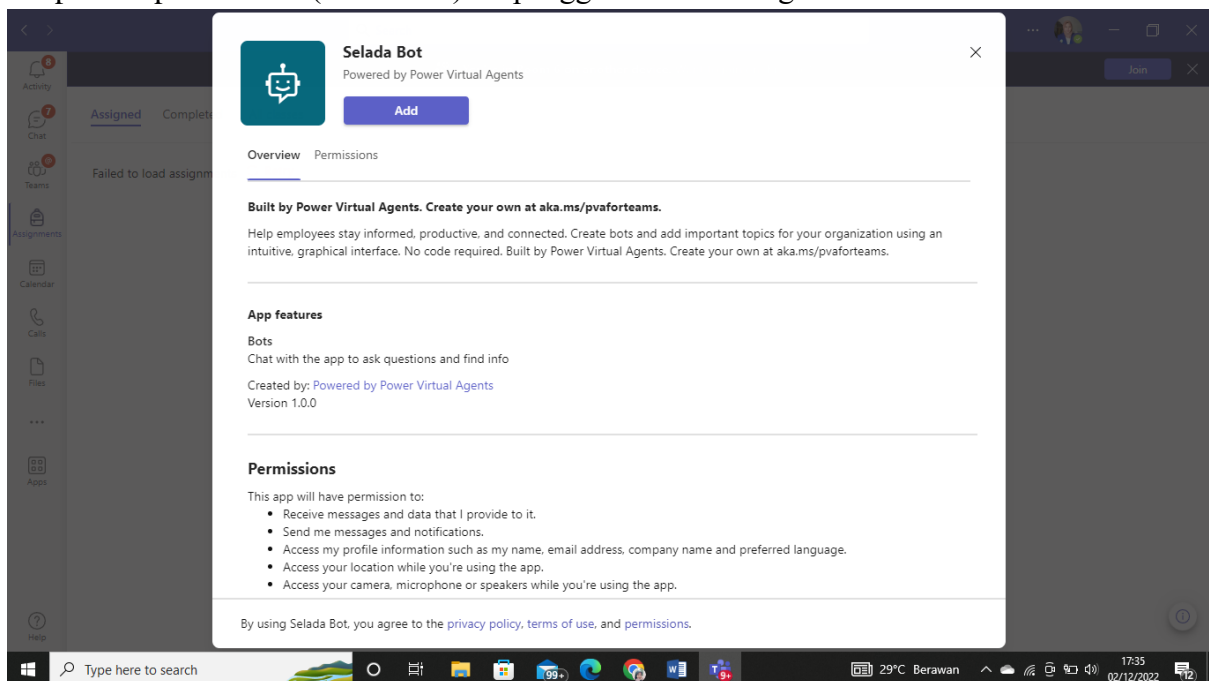 Selada Bot
Powered by Power Virtual Agents
Add
Join
Activity
Chat
Teams
Assignments
Calendar
Calls
Files
Apps
Help
Assigned
Failed to load
Overview Permissions
Built by Power Virtual Agents. Create your own at aka.ms/pvaforteams.
Help employees stay informed, productive, and connected. Create bots and add important topics for your organization using an
intuitive, graphical interface. No code required. Built by Power Virtual Agents. Create your own at aka.ms/pvaforteams.
App features
Bots
Chat with the app to ask questions and find info
Created by: Powered by Power Virtual Agents
Version 1.0.0
Permissions
This app will have permission to:
Receive messages and data that I provide to it.
Send me messages and notifications.
Access my profile information such as my name, email address, company name and preferred language.
Access your location while you're using the app.
Access your camera, microphone or speakers while you're using the app.
By using Selada Bot, you agree to the privacy policy, terms of use, and permissions.
Type here to search
99+
29°C Berawan
17:35
02/12/2022